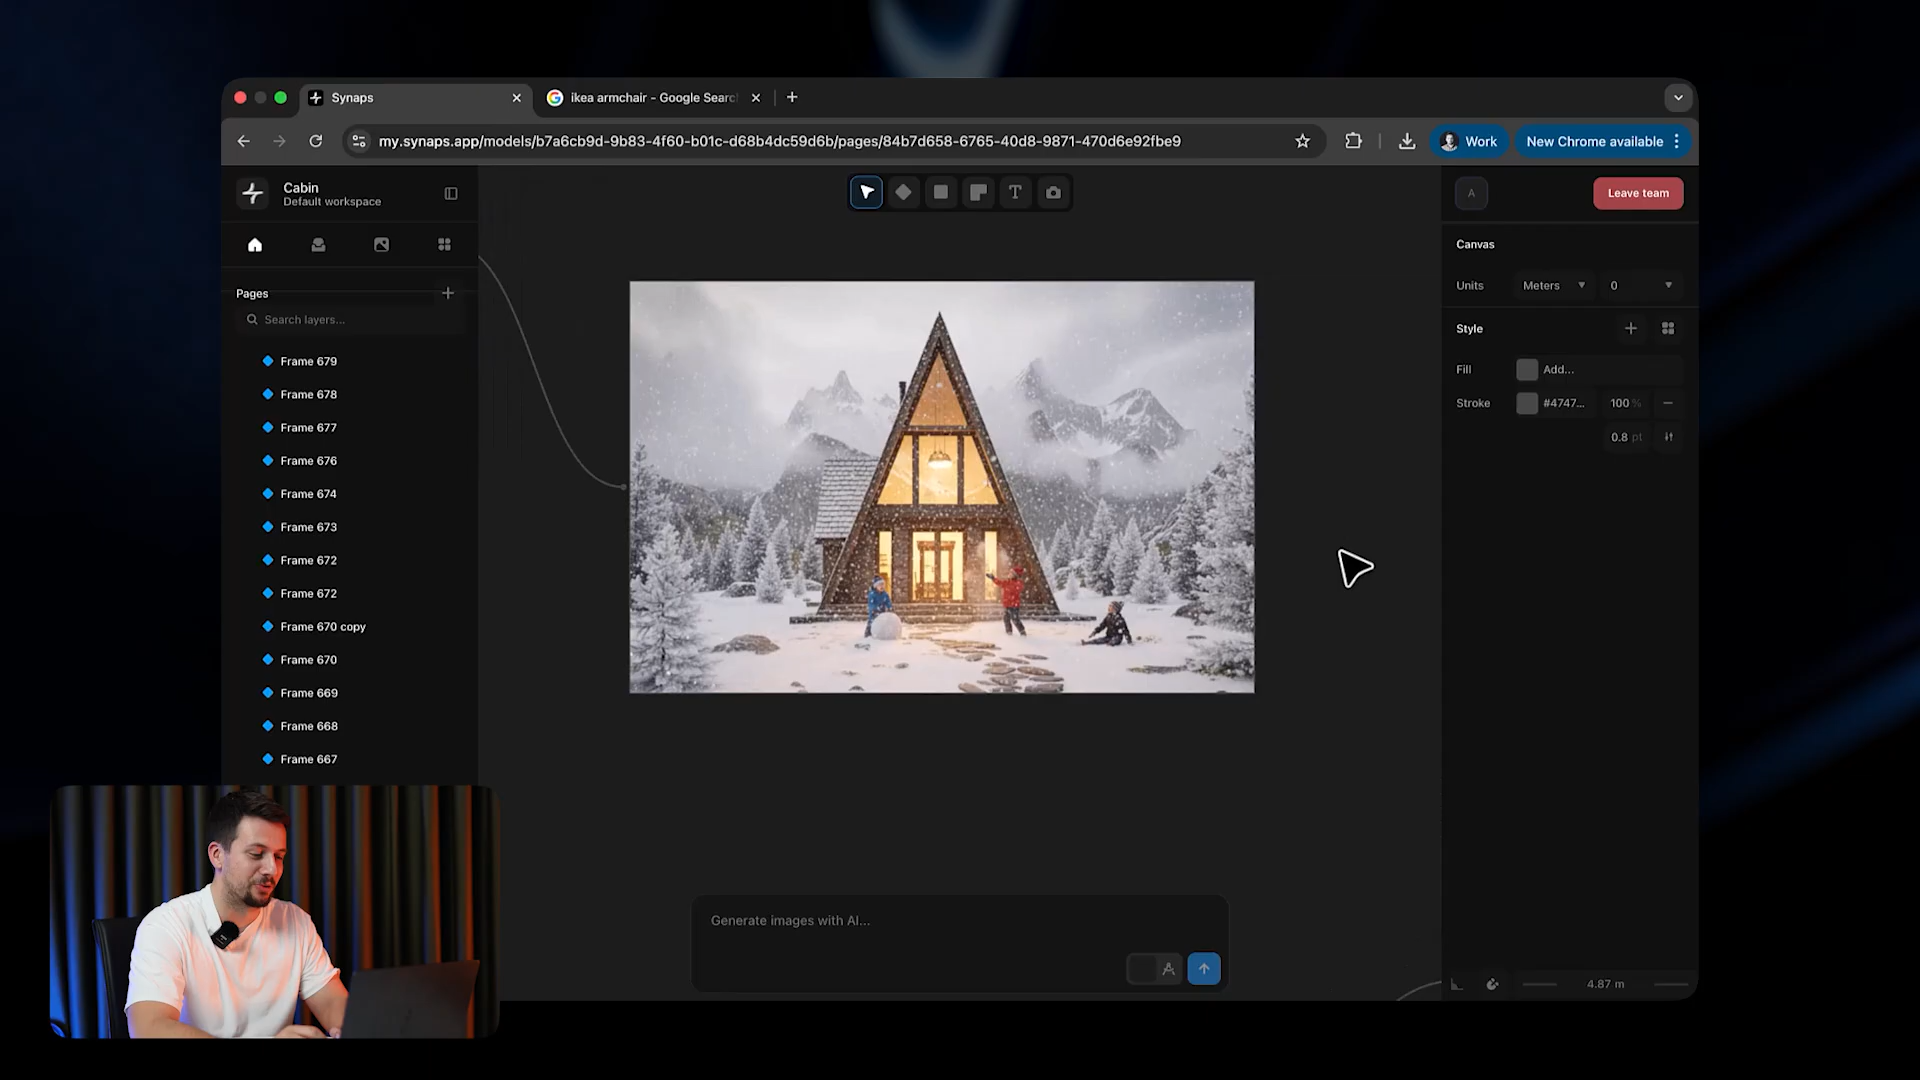 Synaps
ikea armchair - Google Searc
my.synaps.app/models/b7a6cb9d-9b83-4f60-b01c-d68b4dc59d6b/pages/84b7d658-6765-40d8-9871-470d6e92fbe9
Work
New Chrome available
Cabin
Default workspace
T
A
Leave team
Pages
Search layers...
Frame 679
Frame 678
Frame 677
Frame 676
Frame 674
Frame 673
Frame 672
Frame 672
Frame 670 copy
Frame 670
Frame 669
Frame 668
Frame 667
Canvas
Units
Meters
0
Style
Fill
Add...
Stroke
#4747...
100 %
0.8 pt
Generate images with AI...
4.87 m